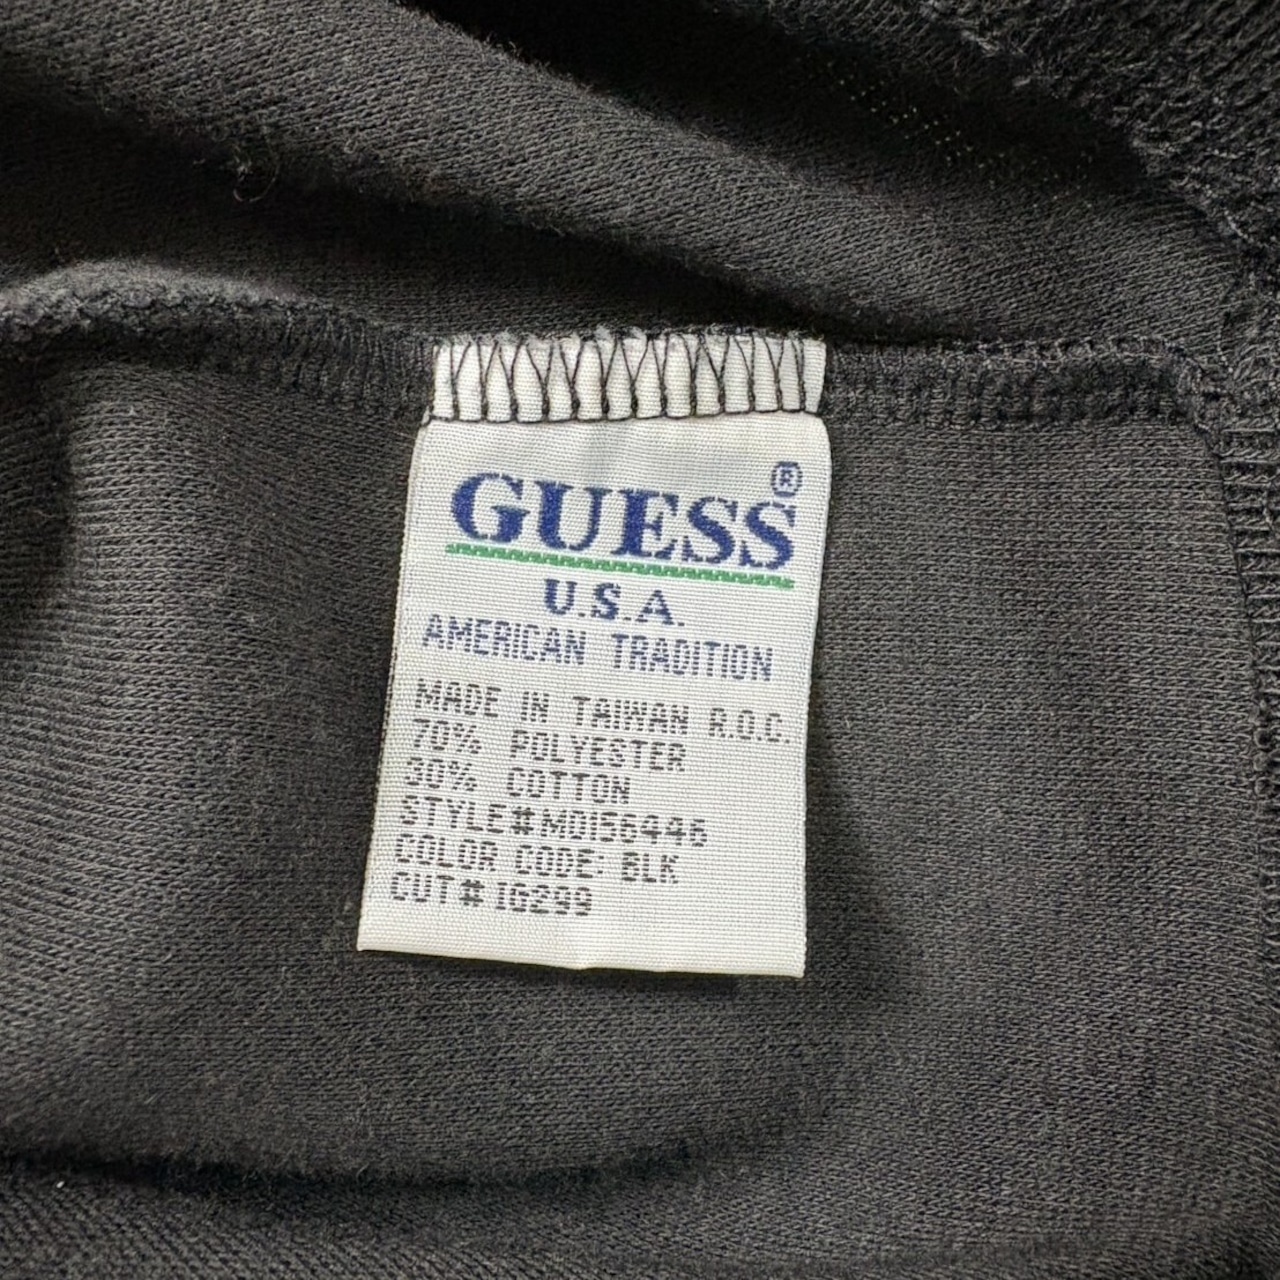 GUESS®
U.S.A.
AMERICAN TRADITION
MADE IN TAIWAN R.O.C.
70% POLYESTER
30% COTTON
STYLE#MD156446
COLOR CODE: BLK
CUT#16299